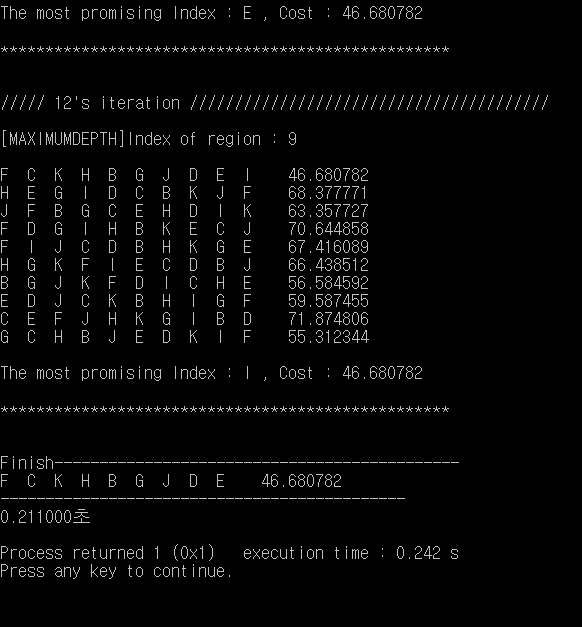 The most promising Index : E , Cost : 46.680782
**************************************************
///// 12's iteration ////////////////////////////////////////
[MAXIMUMDEPTH]Index of region : 9
F C K H B G J D E I 46.680782
H E G I D C B K J F 68.377771
J F B G C E H D I K 63.357727
F D G I H B K E C J 70.644858
F I J C D B H K G E 67.416089
H G K F I E C D B J 66.438512
B G J K F D I C H E 56.584592
E D J C K B H I G F 59.587455
C E F J H K G I B D 71.874806
G C H B J E D K I F 55.312344
The most promising Index : I , Cost : 46.680782
**************************************************
Finish---------------------------------------------
F C K H B G J D E 46.680782
---------------------------------------------
0.211000초
Process returned 1 (0x1) execution time : 0.242 s
Press any key to continue.